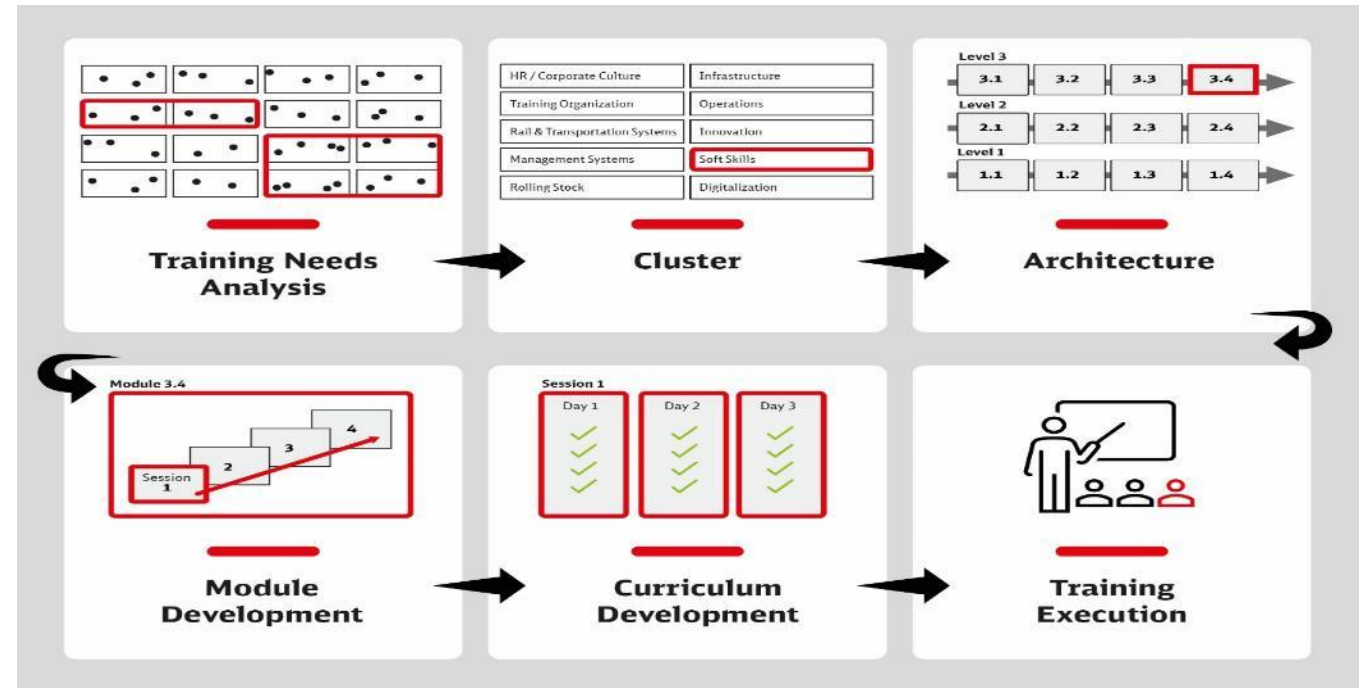 HR / Corporate Culture
Infrastructure
Training Organization
Operations
Rail & Transportation Systems
Innovation
Management Systems
Soft Skills
Rolling Stock
Digitalization
Level 3
3.1 3.2 3.3 3.4
Level 2
2.1 2.2 2.3 2.4
Level 1
1.1 1.2 1.3 1.4
Training Needs
Analysis
Cluster
Architecture
Module 3.4
Session
1
2
3
4
Session 1
Day 1 Day 2 Day 3
Module
Development
Curriculum
Development
Training
Execution